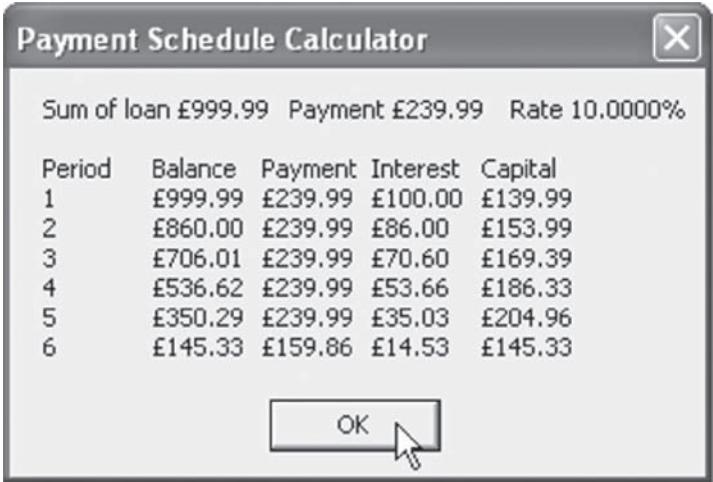 Payment Schedule Calculator
Sum of loan £999.99 Payment £239.99 Rate 10.0000%
Period Balance Payment Interest Capital
1 £999.99 £239.99 £100.00 £139.99
2 £860.00 £239.99 £86.00 £153.99
3 £706.01 £239.99 £70.60 £169.39
4 £536.62 £239.99 £53.66 £186.33
5 £350.29 £239.99 £35.03 £204.96
6 £145.33 £159.86 £14.53 £145.33
OK